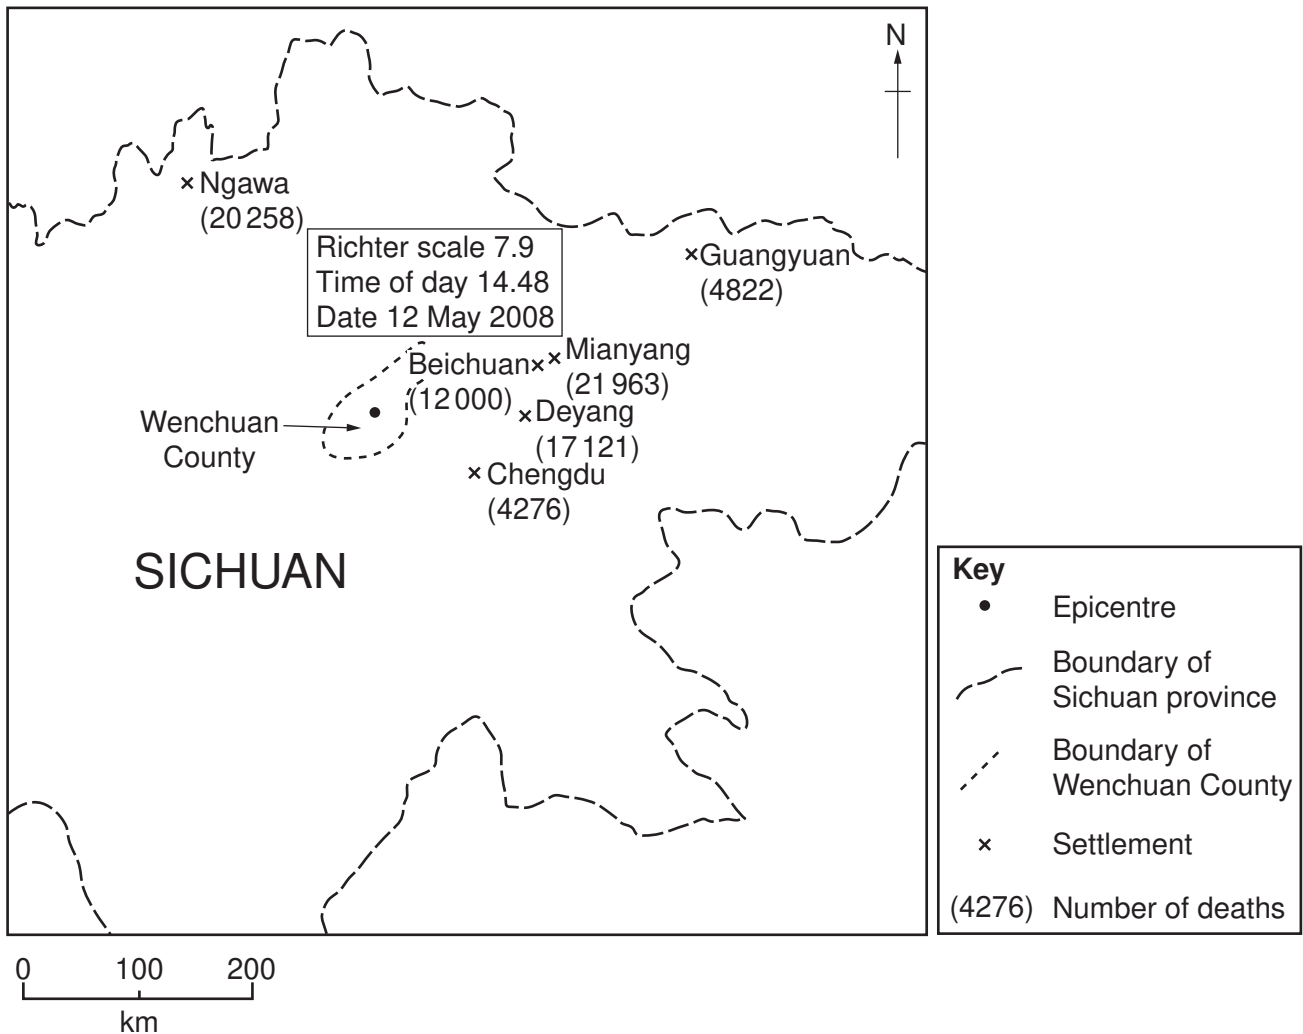 N
Ngawa
(20 258)
Richter scale 7.9
Time of day 14.48
Date 12 May 2008
Guangyuan
(4822)
Beichuan
(12 000)
Mianyang
(21 963)
Deyang
(17 121)
Wenchuan
County
Chengdu
(4276)
SICHUAN
Key
Epicentre
Boundary of
Sichuan province
Boundary of
Wenchuan County
Settlement
(4276) Number of deaths
0 100 200
km